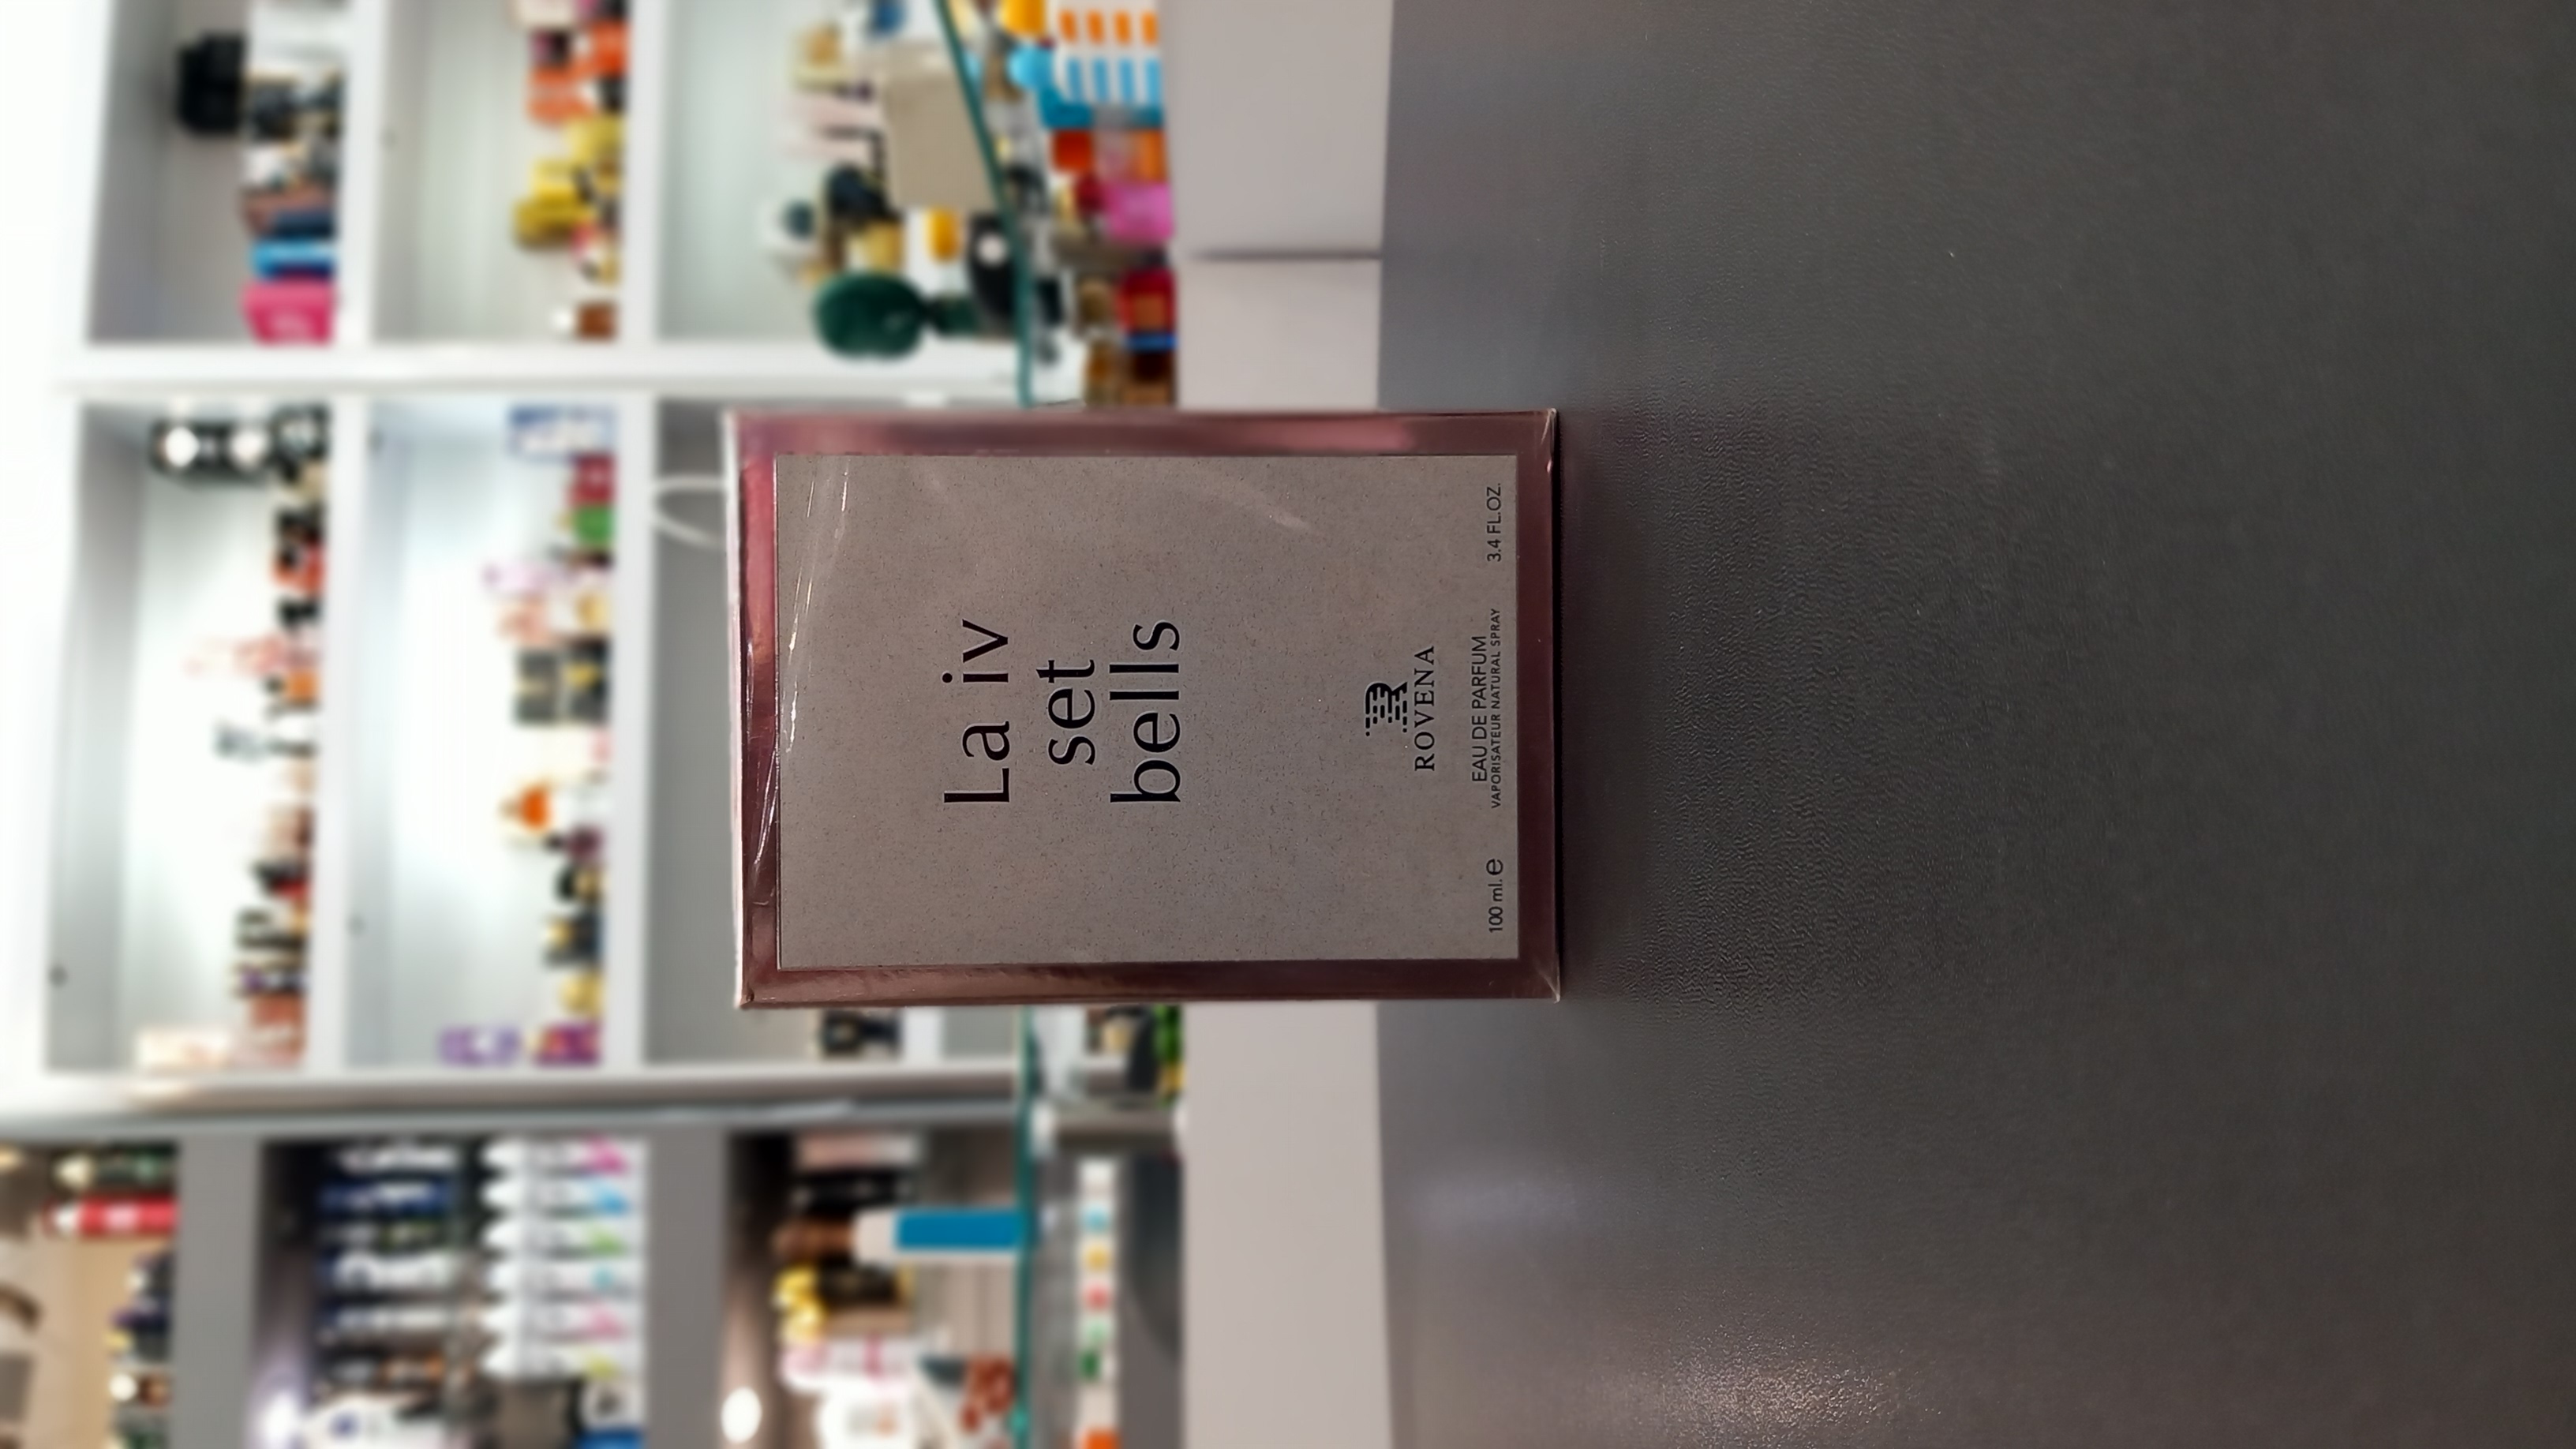 La iv
set
bells
ROVENA
EAU DE PARFUM
VAPORISATEUR NATURAL SPRAY
100 ml. e 3.4 FL.OZ.